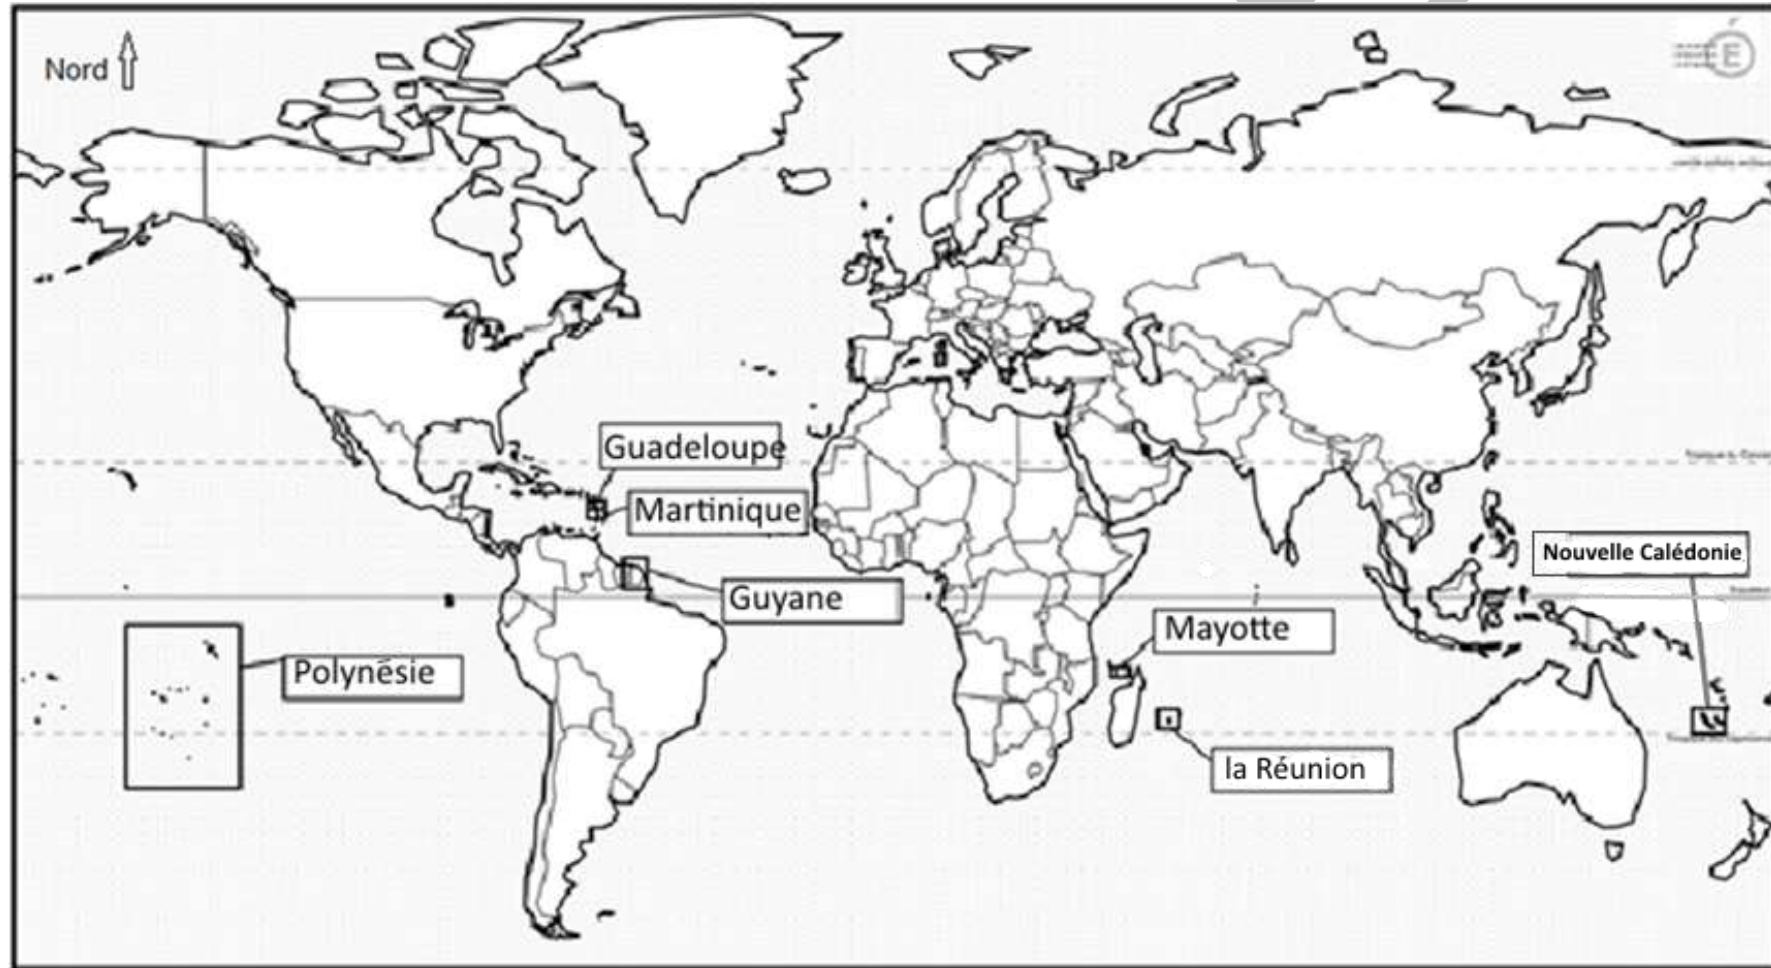 Nord
É
Guadeloupe
Martinique
Nouvelle Calédonie
Guyane
Mayotte
Polynésie
la Réunion